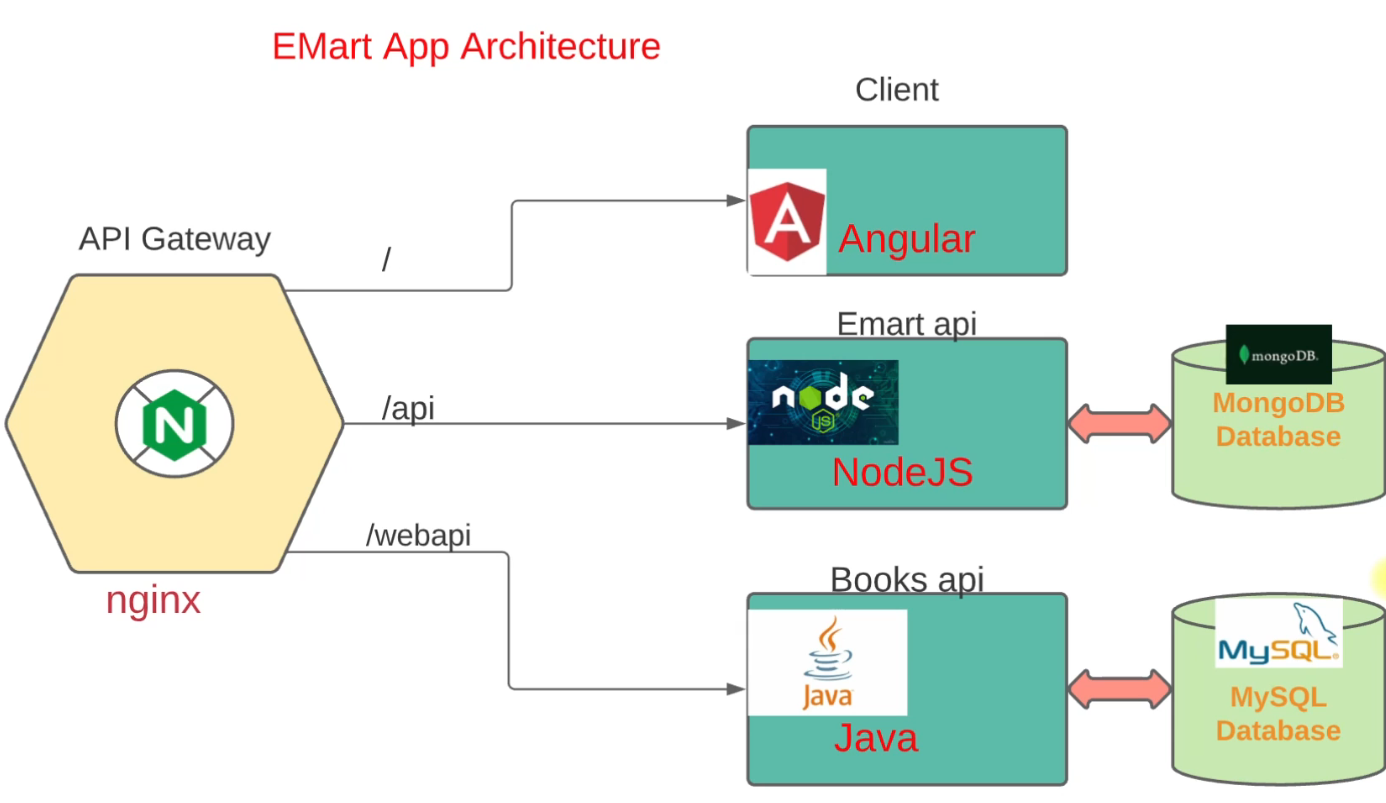 EMart App Architecture
Client
A
Angular
API Gateway
/
N
nginx
/api
Emart api
node
JS
NodeJS
mongoDB.
MongoDB
Database
/webapi
Books api
Java
Java
MySQL
MySQL
Database